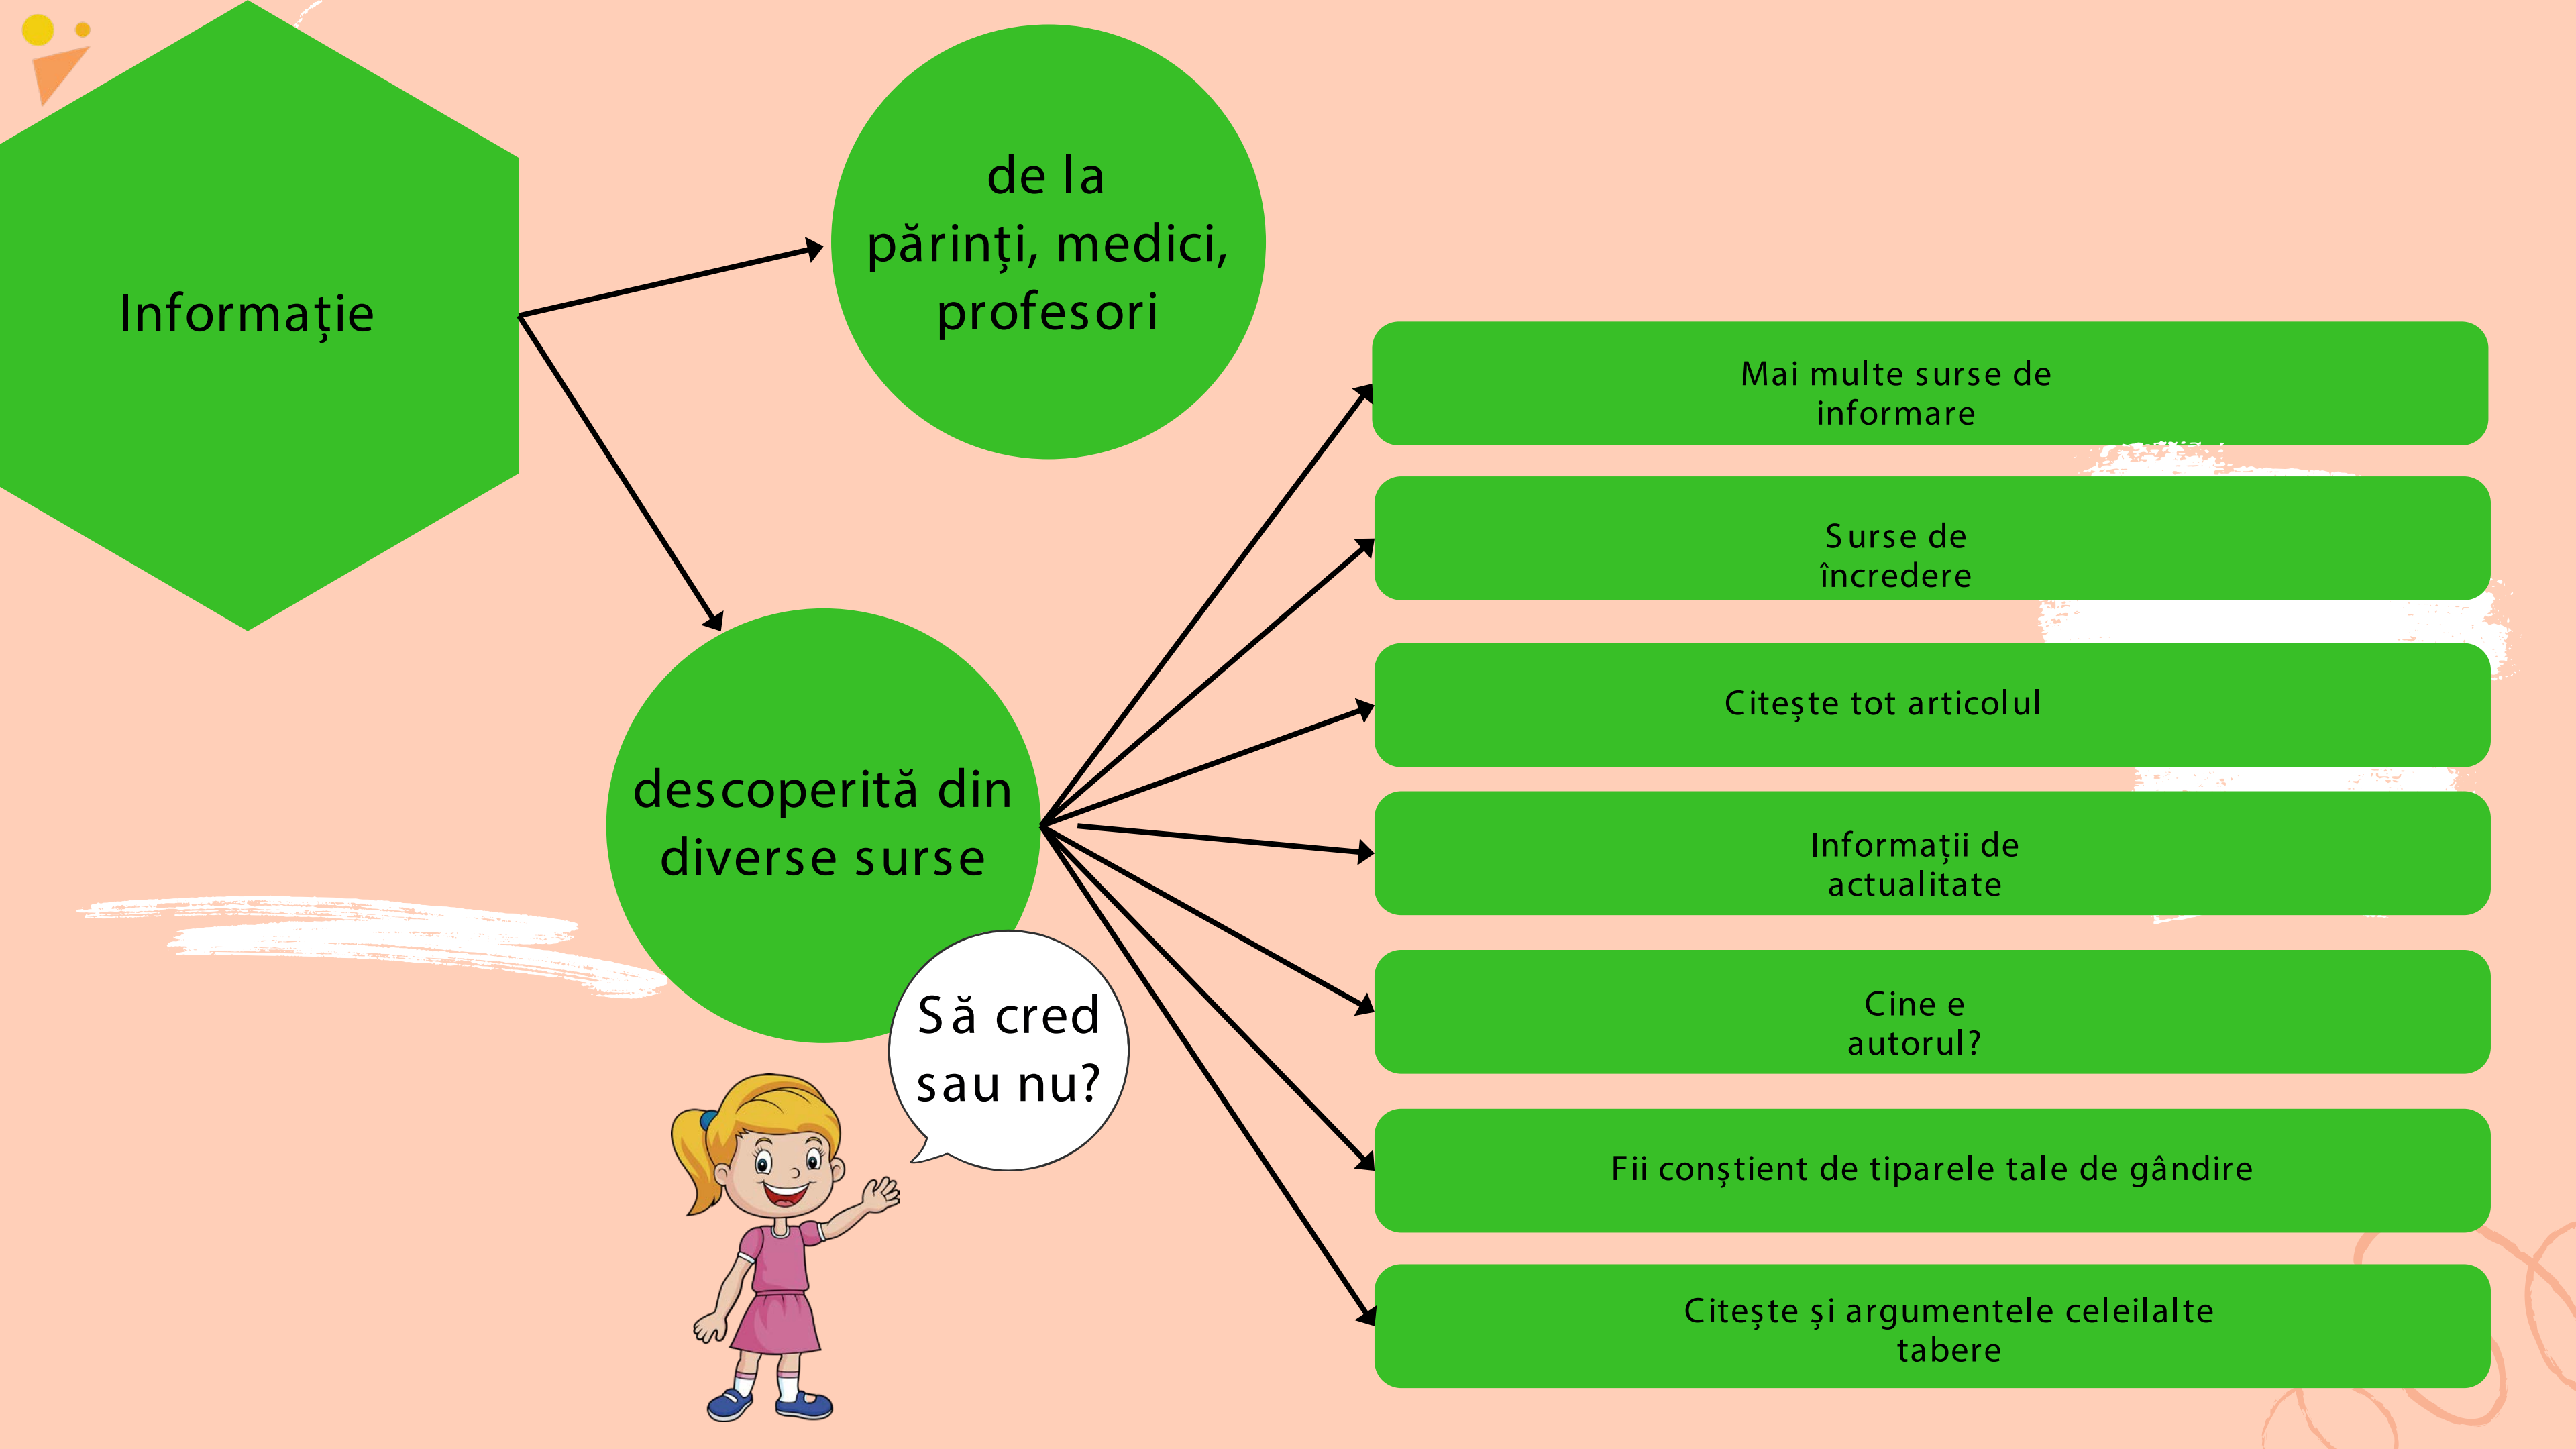 Informație
de la
părinți, medici,
profesori
descoperită din
diverse surse
Să cred
sau nu?
Mai multe surse de
informare
Surse de
încredere
Citește tot articolul
Informații de
actualitate
Cine e
autorul?
Fii conștient de tiparele tale de gândire
Citește și argumentele celeilalte
tabere